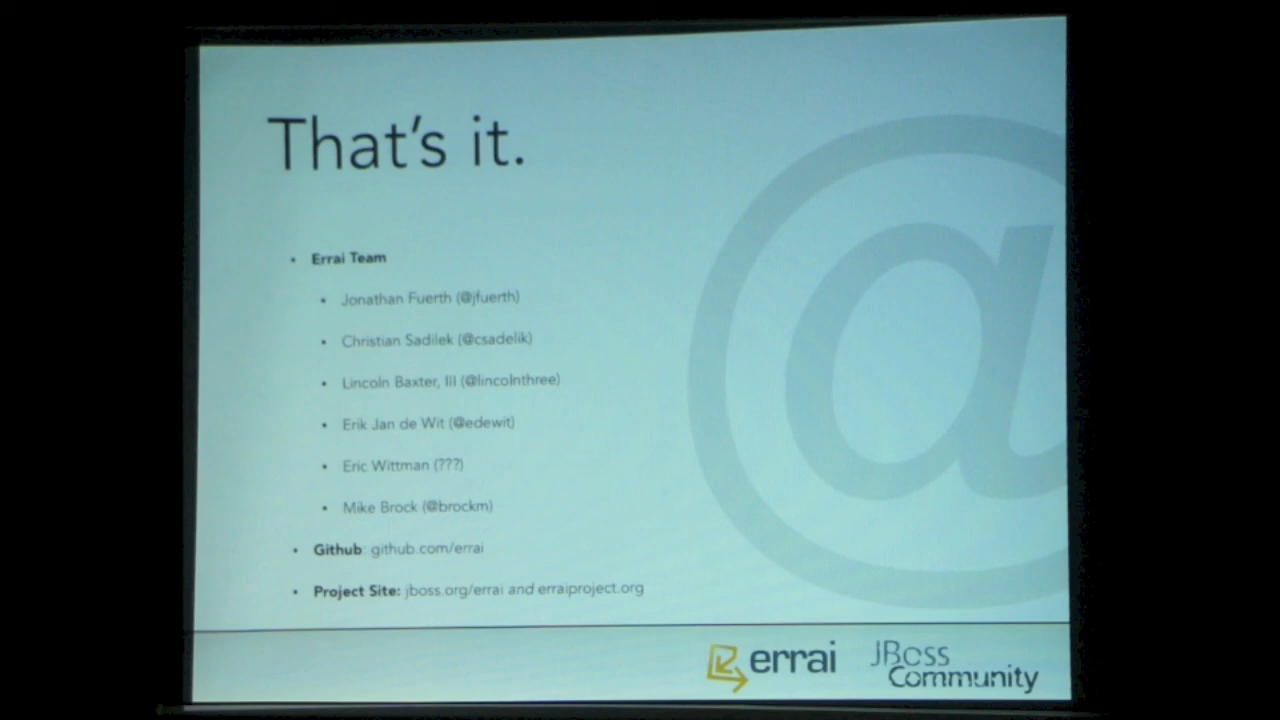 That's it.
• Errai Team
• Jonathan Fuerth (@jfuerth)
• Christian Sadilek (@csadelik)
• Lincoln Baxter, III (@lincolnthree)
• Erik Jan de Wit (@edewit)
• Eric Wittman (???)
• Mike Brock (@brockm)
• Github: github.com/errai
• Project Site: jboss.org/errai and erraiproject.org
@
errai
JBoss
Community